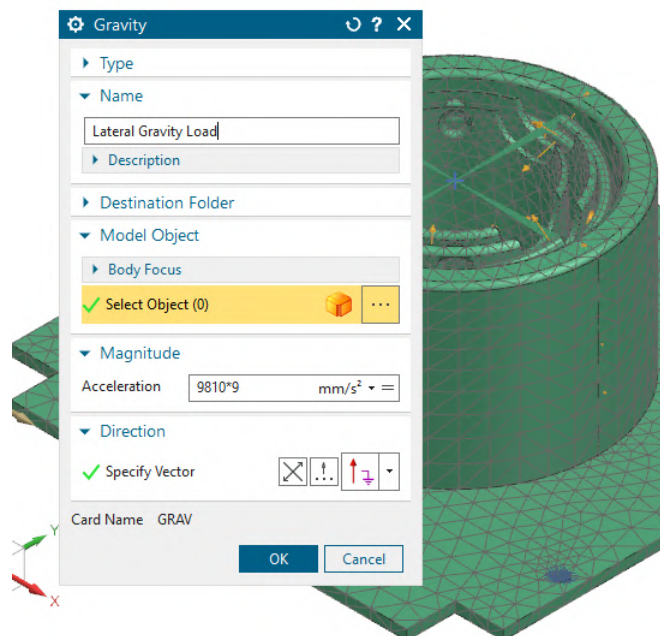 Gravity
Type
Name
Lateral Gravity Load
Description
Destination Folder
Model Object
Body Focus
Select Object (0)
Magnitude
Acceleration 9810*9 mm/s²
Direction
Specify Vector
Card Name GRAV
OK Cancel
Y
X